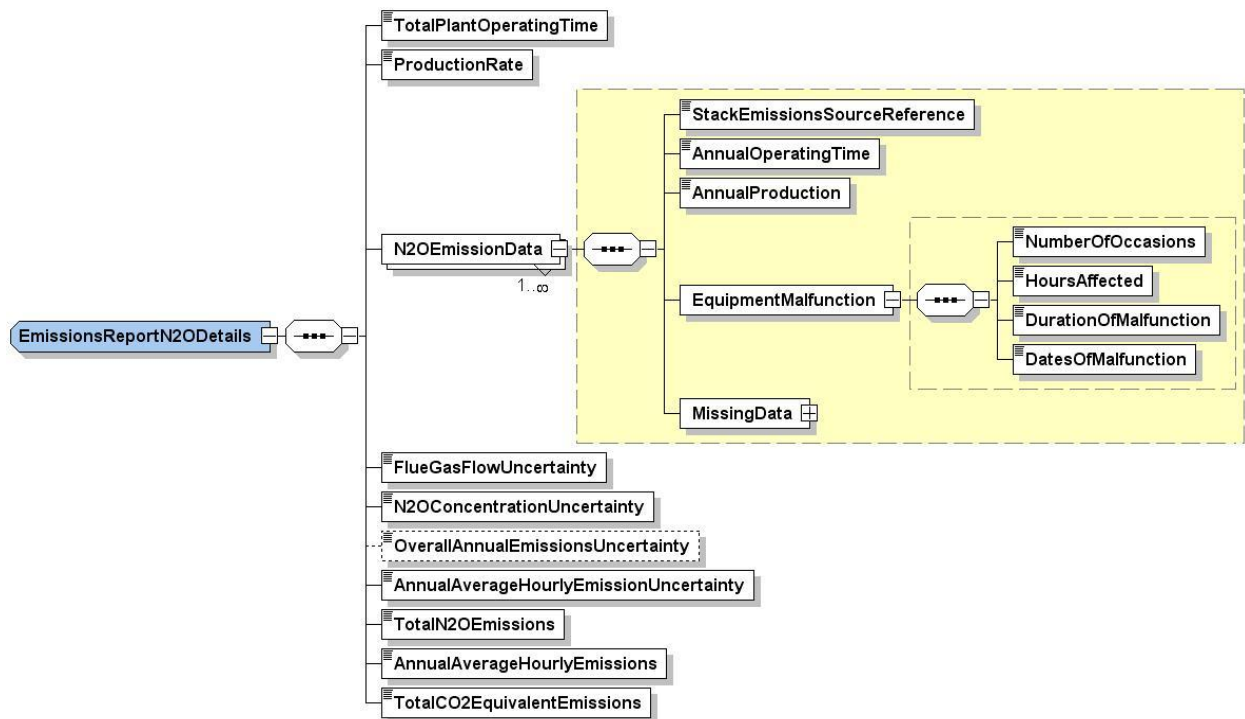 TotalPlantOperatingTime
ProductionRate
StackEmissionsSourceReference
AnnualOperatingTime
AnnualProduction
NumberOfOccasions
N2OEmissionData
1..∞
HoursAffected
EquipmentMalfunction
DurationOfMalfunction
EmissionsReportN2ODetails
DatesOfMalfunction
MissingData
FlueGasFlowUncertainty
N2OConcentrationUncertainty
OverallAnnualEmissionsUncertainty
AnnualAverageHourlyEmissionUncertainty
TotalN2OEmissions
AnnualAverageHourlyEmissions
TotalCO2EquivalentEmissions